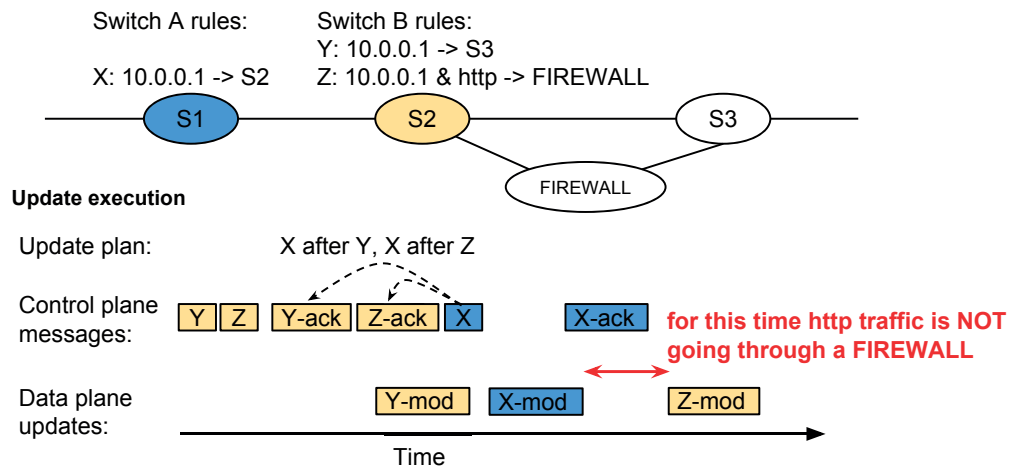 Switch A rules:
X: 10.0.0.1 -> S2
Switch B rules:
Y: 10.0.0.1 -> S3
Z: 10.0.0.1 & http -> FIREWALL
S1
S2
S3
FIREWALL
Update execution
Update plan:
X after Y, X after Z
Control plane
messages:
Y
Z
Y-ack
Z-ack
X
X-ack
for this time http traffic is NOT
going through a FIREWALL
Data plane
updates:
Y-mod
X-mod
Z-mod
Time